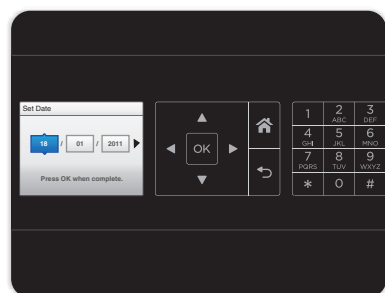 Set Date
18 / 01 / 2011
Press OK when complete.
OK
1
2 ABC
3 DEF
4 GHI
5 JKL
6 MNO
7 PQRS
8 TUV
9 WXYZ
*
0
#